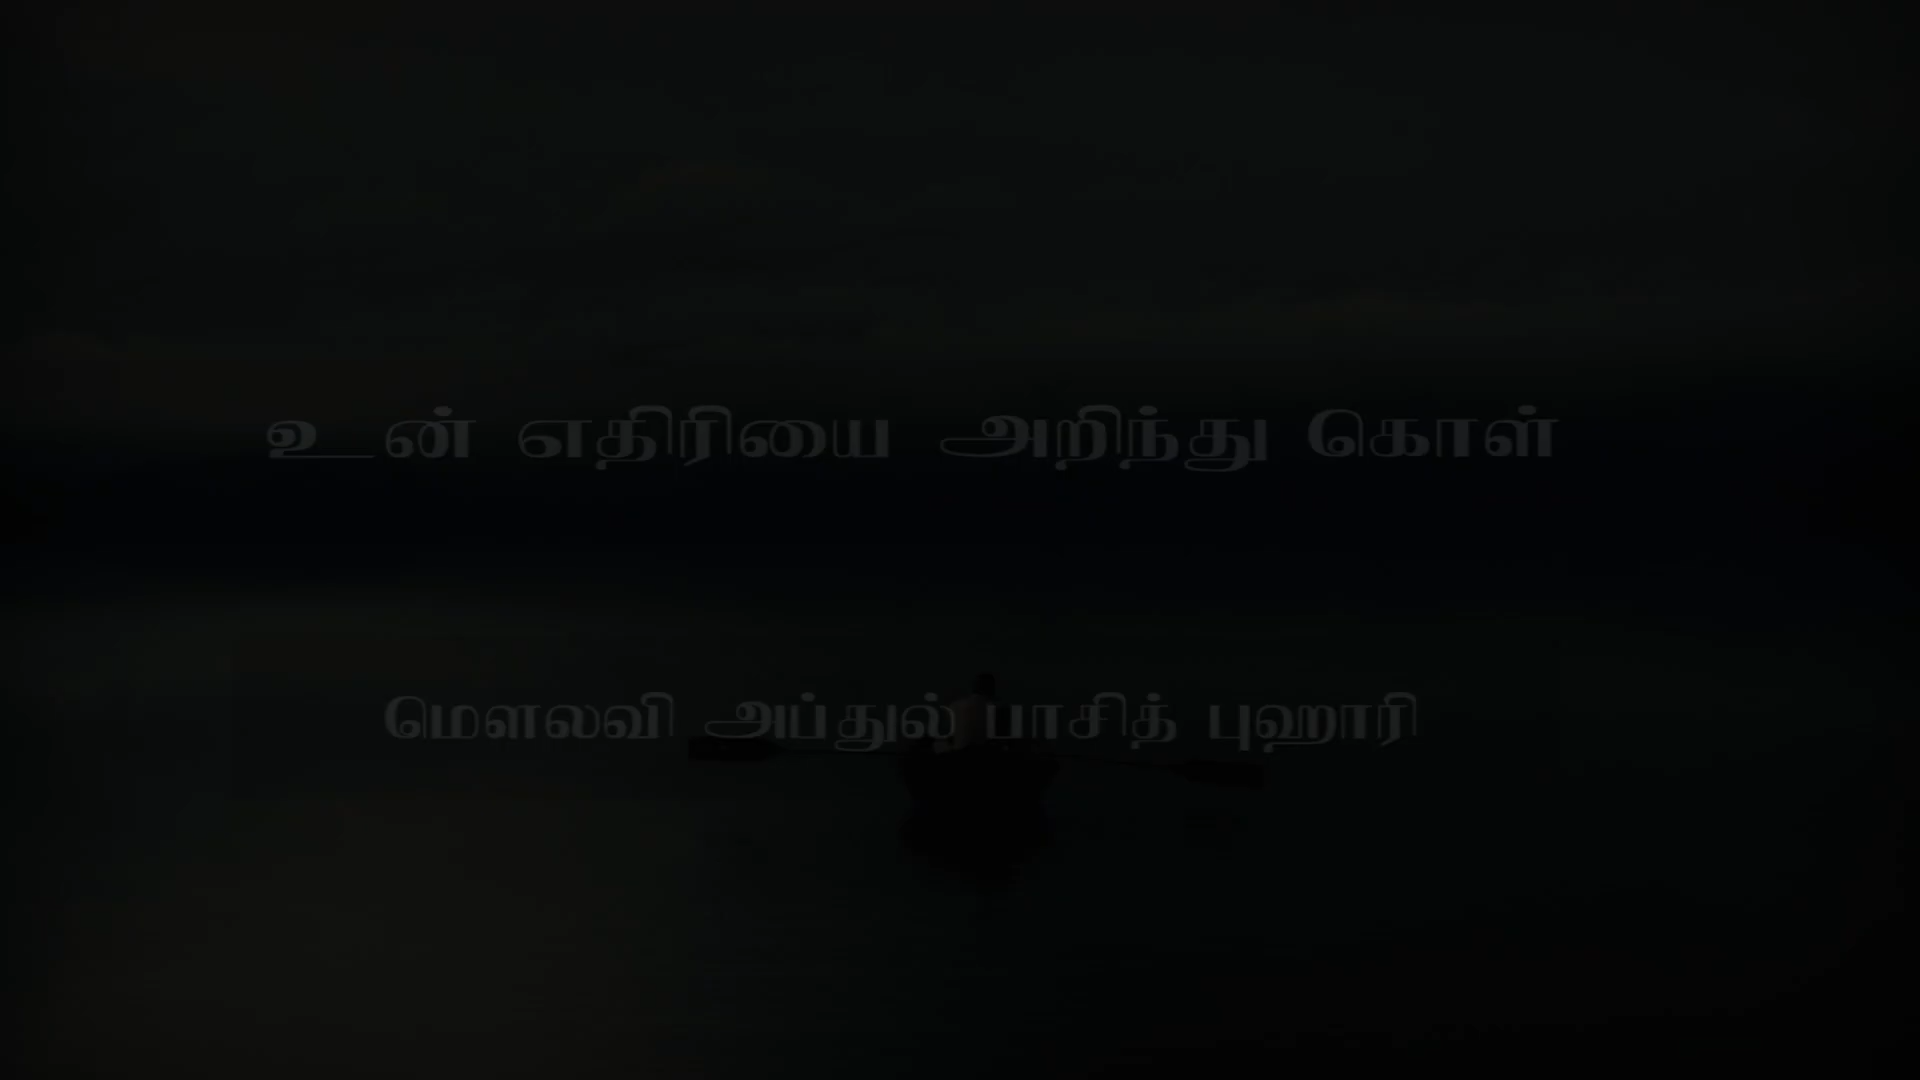 உன் எதிரியை அறிந்து கொள்
மௌலவி அப்துல் பாசித் புஹாரி